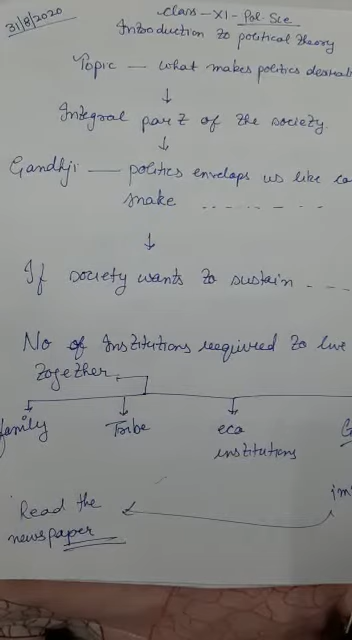 31/8/2020
Class - XI - Pol. Sce
Introduction to political theory
Topic — what makes politics
Integral part of the society.
Gandhji — politics envelops us like
snake ..........
If society wants to sustain ....
No of Institutions required to live
together.
family Tribe eco
institutions
Read the
newspaper